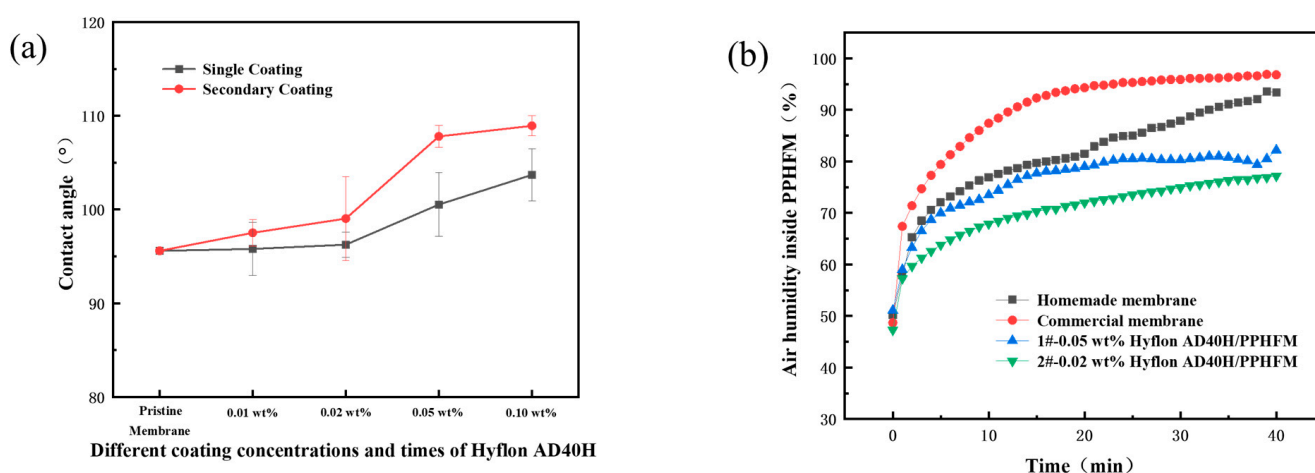 (a)
120
110
100
90
80
Contact angle（°）
Single Coating
Secondary Coating
Pristine
Membrane
0.01 wt%
0.02 wt%
0.05 wt%
0.10 wt%
Different coating concentrations and times of Hyflon AD40H
(b)
100
90
80
70
60
50
40
30
Air humidity inside PPHFM（%）
Homemade membrane
Commercial membrane
1#-0.05 wt% Hyflon AD40H/PPHFM
2#-0.02 wt% Hyflon AD40H/PPHFM
0
10
20
30
40
Time（min）